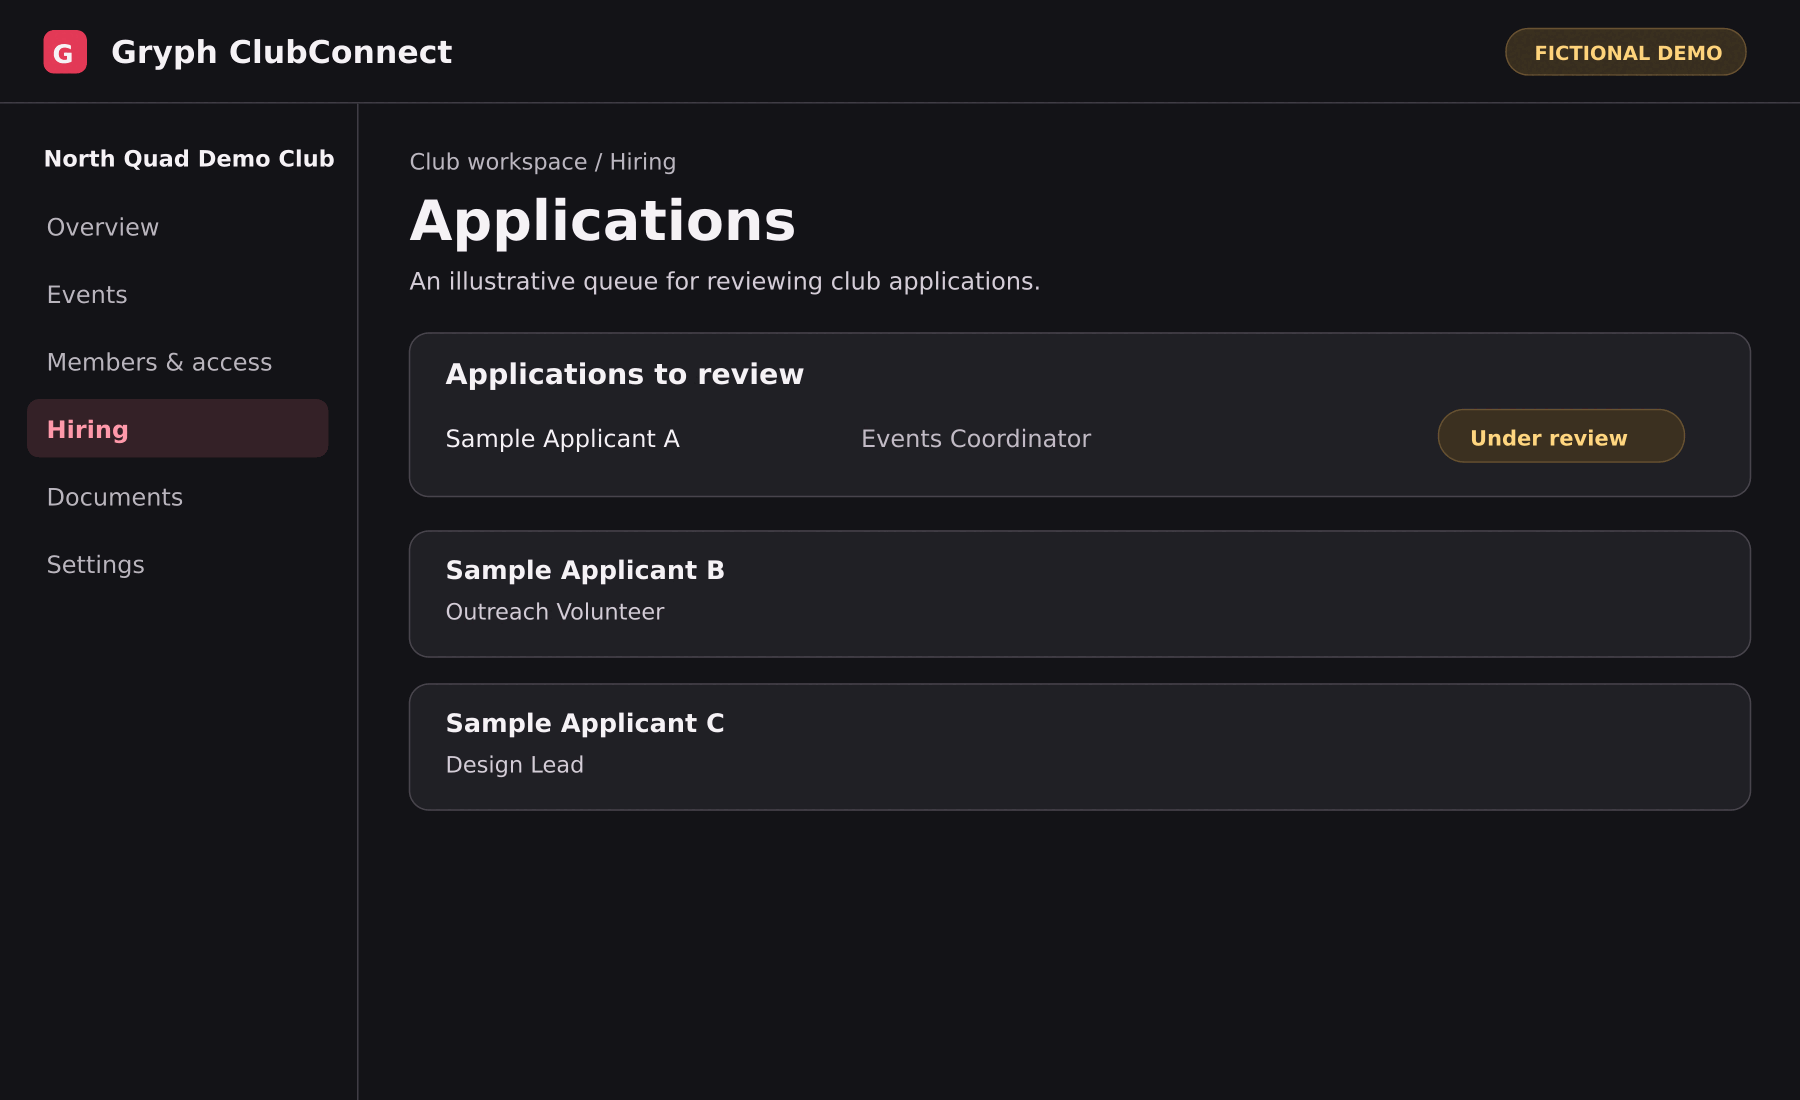 G Gryph ClubConnect
FICTIONAL DEMO
North Quad Demo Club
Overview
Events
Members & access
Hiring
Documents
Settings
Club workspace / Hiring
Applications
An illustrative queue for reviewing club applications.
Applications to review
Sample Applicant A Events Coordinator Under review
Sample Applicant B
Outreach Volunteer
Sample Applicant C
Design Lead